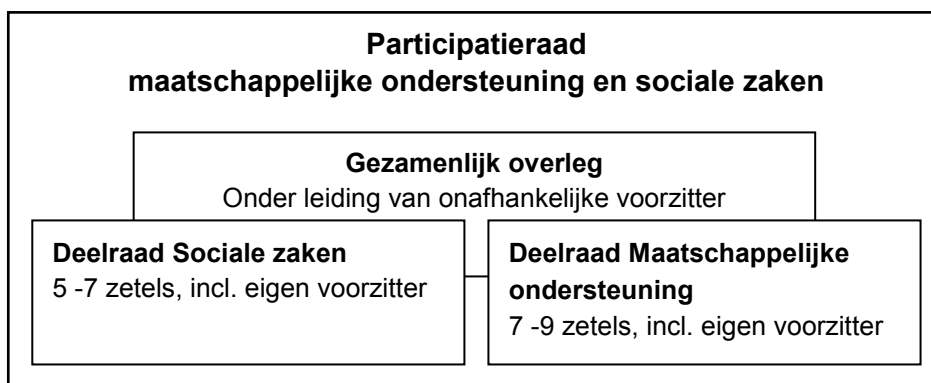 Participatieraad
maatschappelijke ondersteuning en sociale zaken
Gezamenlijk overleg
Onder leiding van onafhankelijke voorzitter
Deelraad Sociale zaken
5 -7 zetels, incl. eigen voorzitter
Deelraad Maatschappelijke
ondersteuning
7 -9 zetels, incl. eigen voorzitter